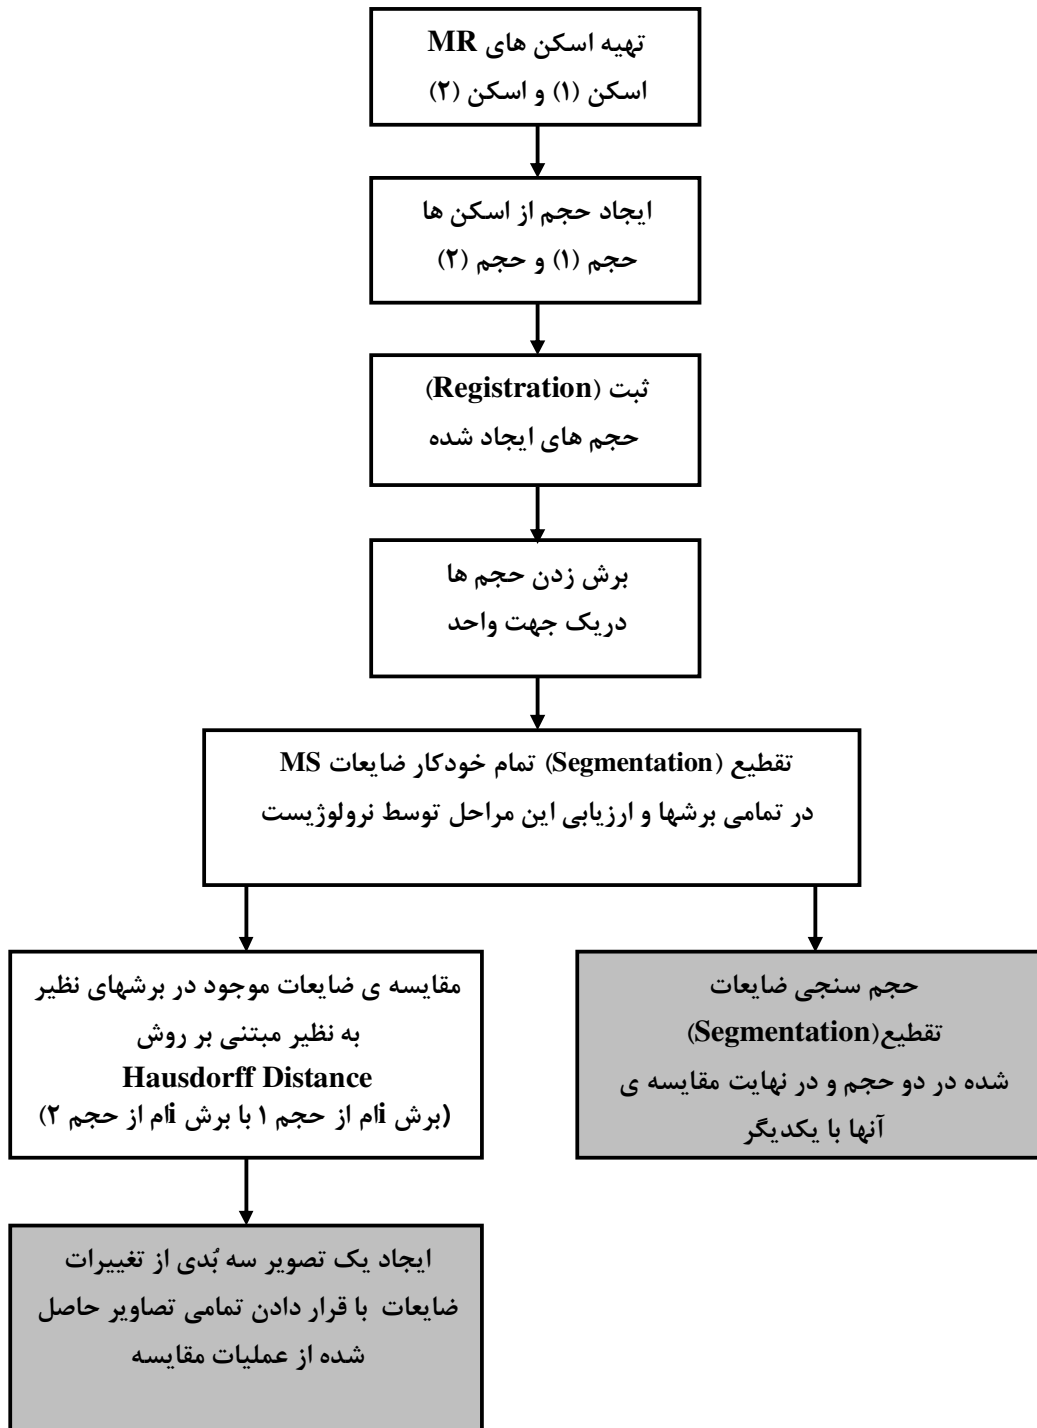 تهیه اسکن های MR
اسکن (۱) و اسکن (۲)
ایجاد حجم از اسکن ها
حجم (۱) و حجم (۲)
ثبت (Registration)
حجم های ایجاد شده
برش زدن حجم ها
دریک جهت واحد
تقطیع (Segmentation) تمام خودکار ضایعات MS
در تمامی برشها و ارزیابی این مراحل توسط نرولوژیست
مقایسه ی ضایعات موجود در برشهای نظیر
به نظیر مبتنی بر روش
Hausdorff Distance
(برش iام از حجم ۱ با برش iام از حجم ۲)
حجم سنجی ضایعات
تقطیع(Segmentation)
شده در دو حجم و در نهایت مقایسه ی
آنها با یکدیگر
ایجاد یک تصویر سه بُدی از تغییرات
ضایعات با قرار دادن تمامی تصاویر حاصل
شده از عملیات مقایسه